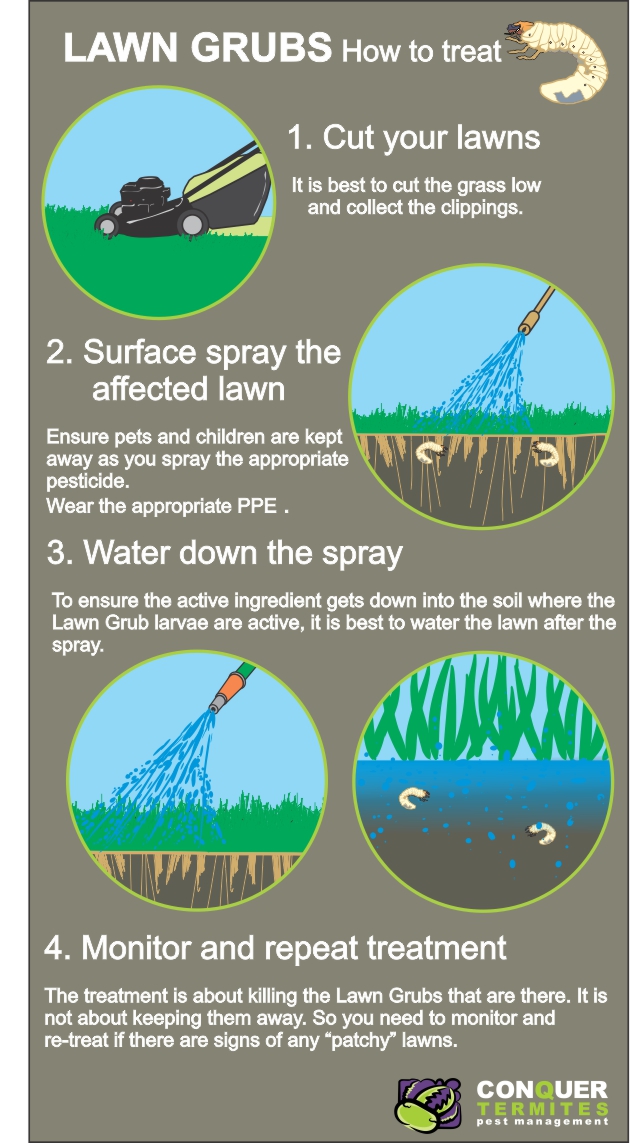 LAWN GRUBS How to treat
1. Cut your lawns
It is best to cut the grass low
and collect the clippings.
2. Surface spray the
affected lawn
Ensure pets and children are kept
away as you spray the appropriate
pesticide.
Wear the appropriate PPE .
3. Water down the spray
To ensure the active ingredient gets down into the soil where the
Lawn Grub larvae are active, it is best to water the lawn after the
spray.
4. Monitor and repeat treatment
The treatment is about killing the Lawn Grubs that are there. It is
not about keeping them away. So you need to monitor and
re-treat if there are signs of any “patchy” lawns.
CONQUER
TERMITES
pest management